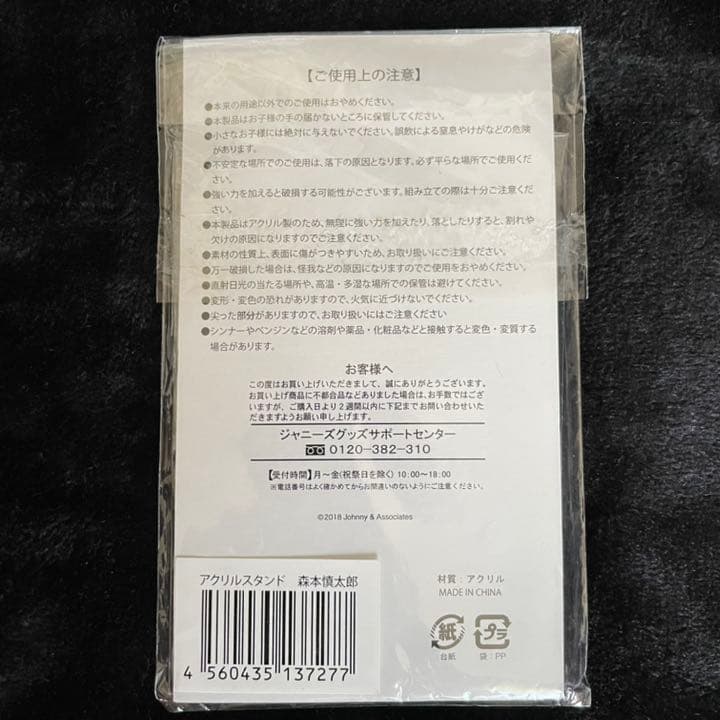 【ご使用上の注意】
●本来の用途以外でのご使用はおやめください。
●本製品はお子様の手の届かないところに保管してください。
●小さなお子様には絶対に与えないでください。誤飲による窒息やけがなどの危険
があります。
●不安定な場所でのご使用は、落下の原因となります。必ず平らな場所でご使用くだ
さい。
●強い力を加えると破損する可能性がございます。組み立ての際は十分ご注意くだ
さい。
●本製品はアクリル製のため、無理に強い力を加えたり、落としたりすると、割れや
欠けの原因になりますのでご注意ください。
●素材の性質上、表面に傷がつきやすいため、お取り扱いにご注意ください。
●万一破損した場合は、怪我などの原因になりますのでご使用をおやめください。
●直射日光の当たる場所や、高温・多湿な場所での保管は避けてください。
●変形・変色の恐れがありますので、火気に近づけないでください。
●尖った部分がありますので、お取り扱いにはご注意ください
●シンナーやベンジンなどの溶剤や薬品・化粧品などと接触すると変色・変質する
場合があります。
お客様へ
この度はお買い上げいただきまして、誠にありがとうございます。
お買い上げ商品に不都合品などありました場合は、お手数ではござ
いますが、ご購入日より2週間以内に下記までお問い合わせいた
だきますようお願い申し上げます。
ジャニーズグッズサポートセンター
0120-382-310
【受付時間】月〜金(祝祭日を除く) 10:00〜18:00
※電話番号はよく確かめてからお間違いのないようにご注意ください。
©2018 Johnny & Associates
アクリルスタンド 森本慎太郎
4 560435 137277
材質：アクリル
MADE IN CHINA
紙
台紙
プラ
袋：PP